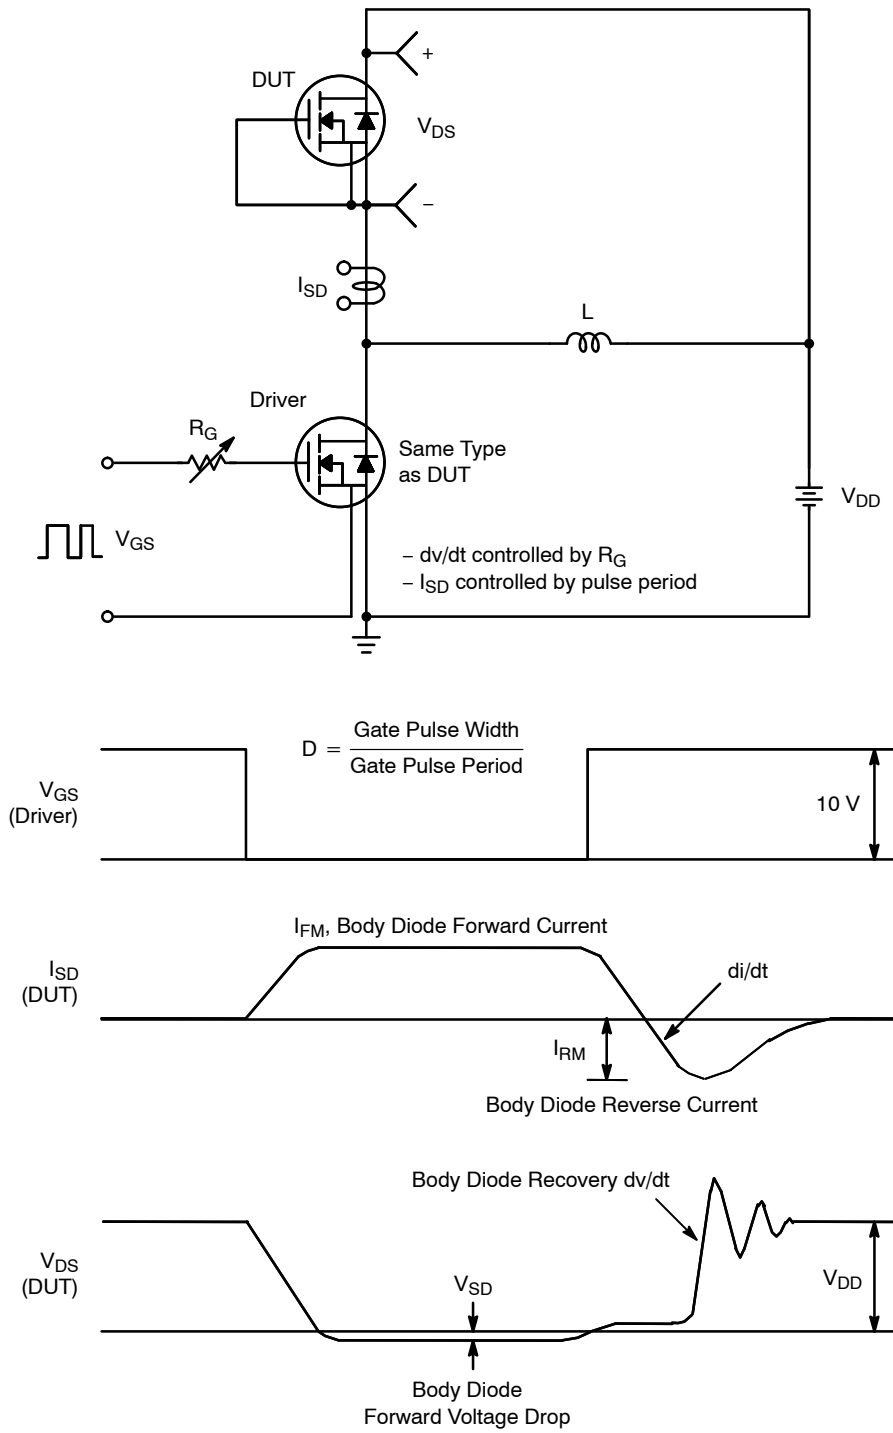 +
DUT
V_DS
−
I_SD
L
Driver
R_G
Same Type
as DUT
V_DD
V_GS
− dv/dt controlled by R_G
− I_SD controlled by pulse period
D = Gate Pulse Width
Gate Pulse Period
V_GS
(Driver)
10 V
I_FM, Body Diode Forward Current
I_SD
(DUT)
di/dt
I_RM
Body Diode Reverse Current
Body Diode Recovery dv/dt
V_DS
(DUT)
V_SD
V_DD
Body Diode
Forward Voltage Drop